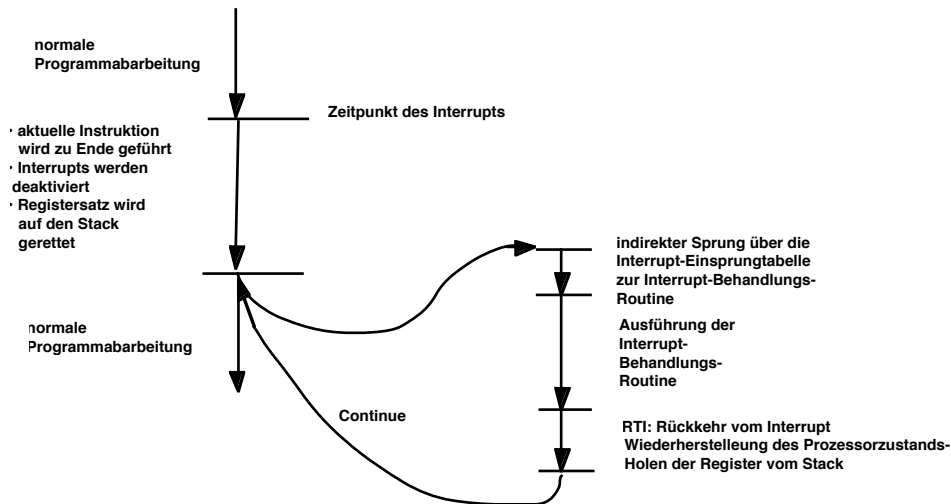 normale
Programmabarbeitung
Zeitpunkt des Interrupts
· aktuelle Instruktion
wird zu Ende geführt
· Interrupts werden
deaktiviert
· Registersatz wird
auf den Stack
gerettet
indirekter Sprung über die
Interrupt-Einsprungtabelle
zur Interrupt-Behandlungs-
Routine
normale
Programmabarbeitung
Ausführung der
Interrupt-
Behandlungs-
Routine
Continue
RTI: Rückkehr vom Interrupt
Wiederherstelleung des Prozessorzustands-
Holen der Register vom Stack